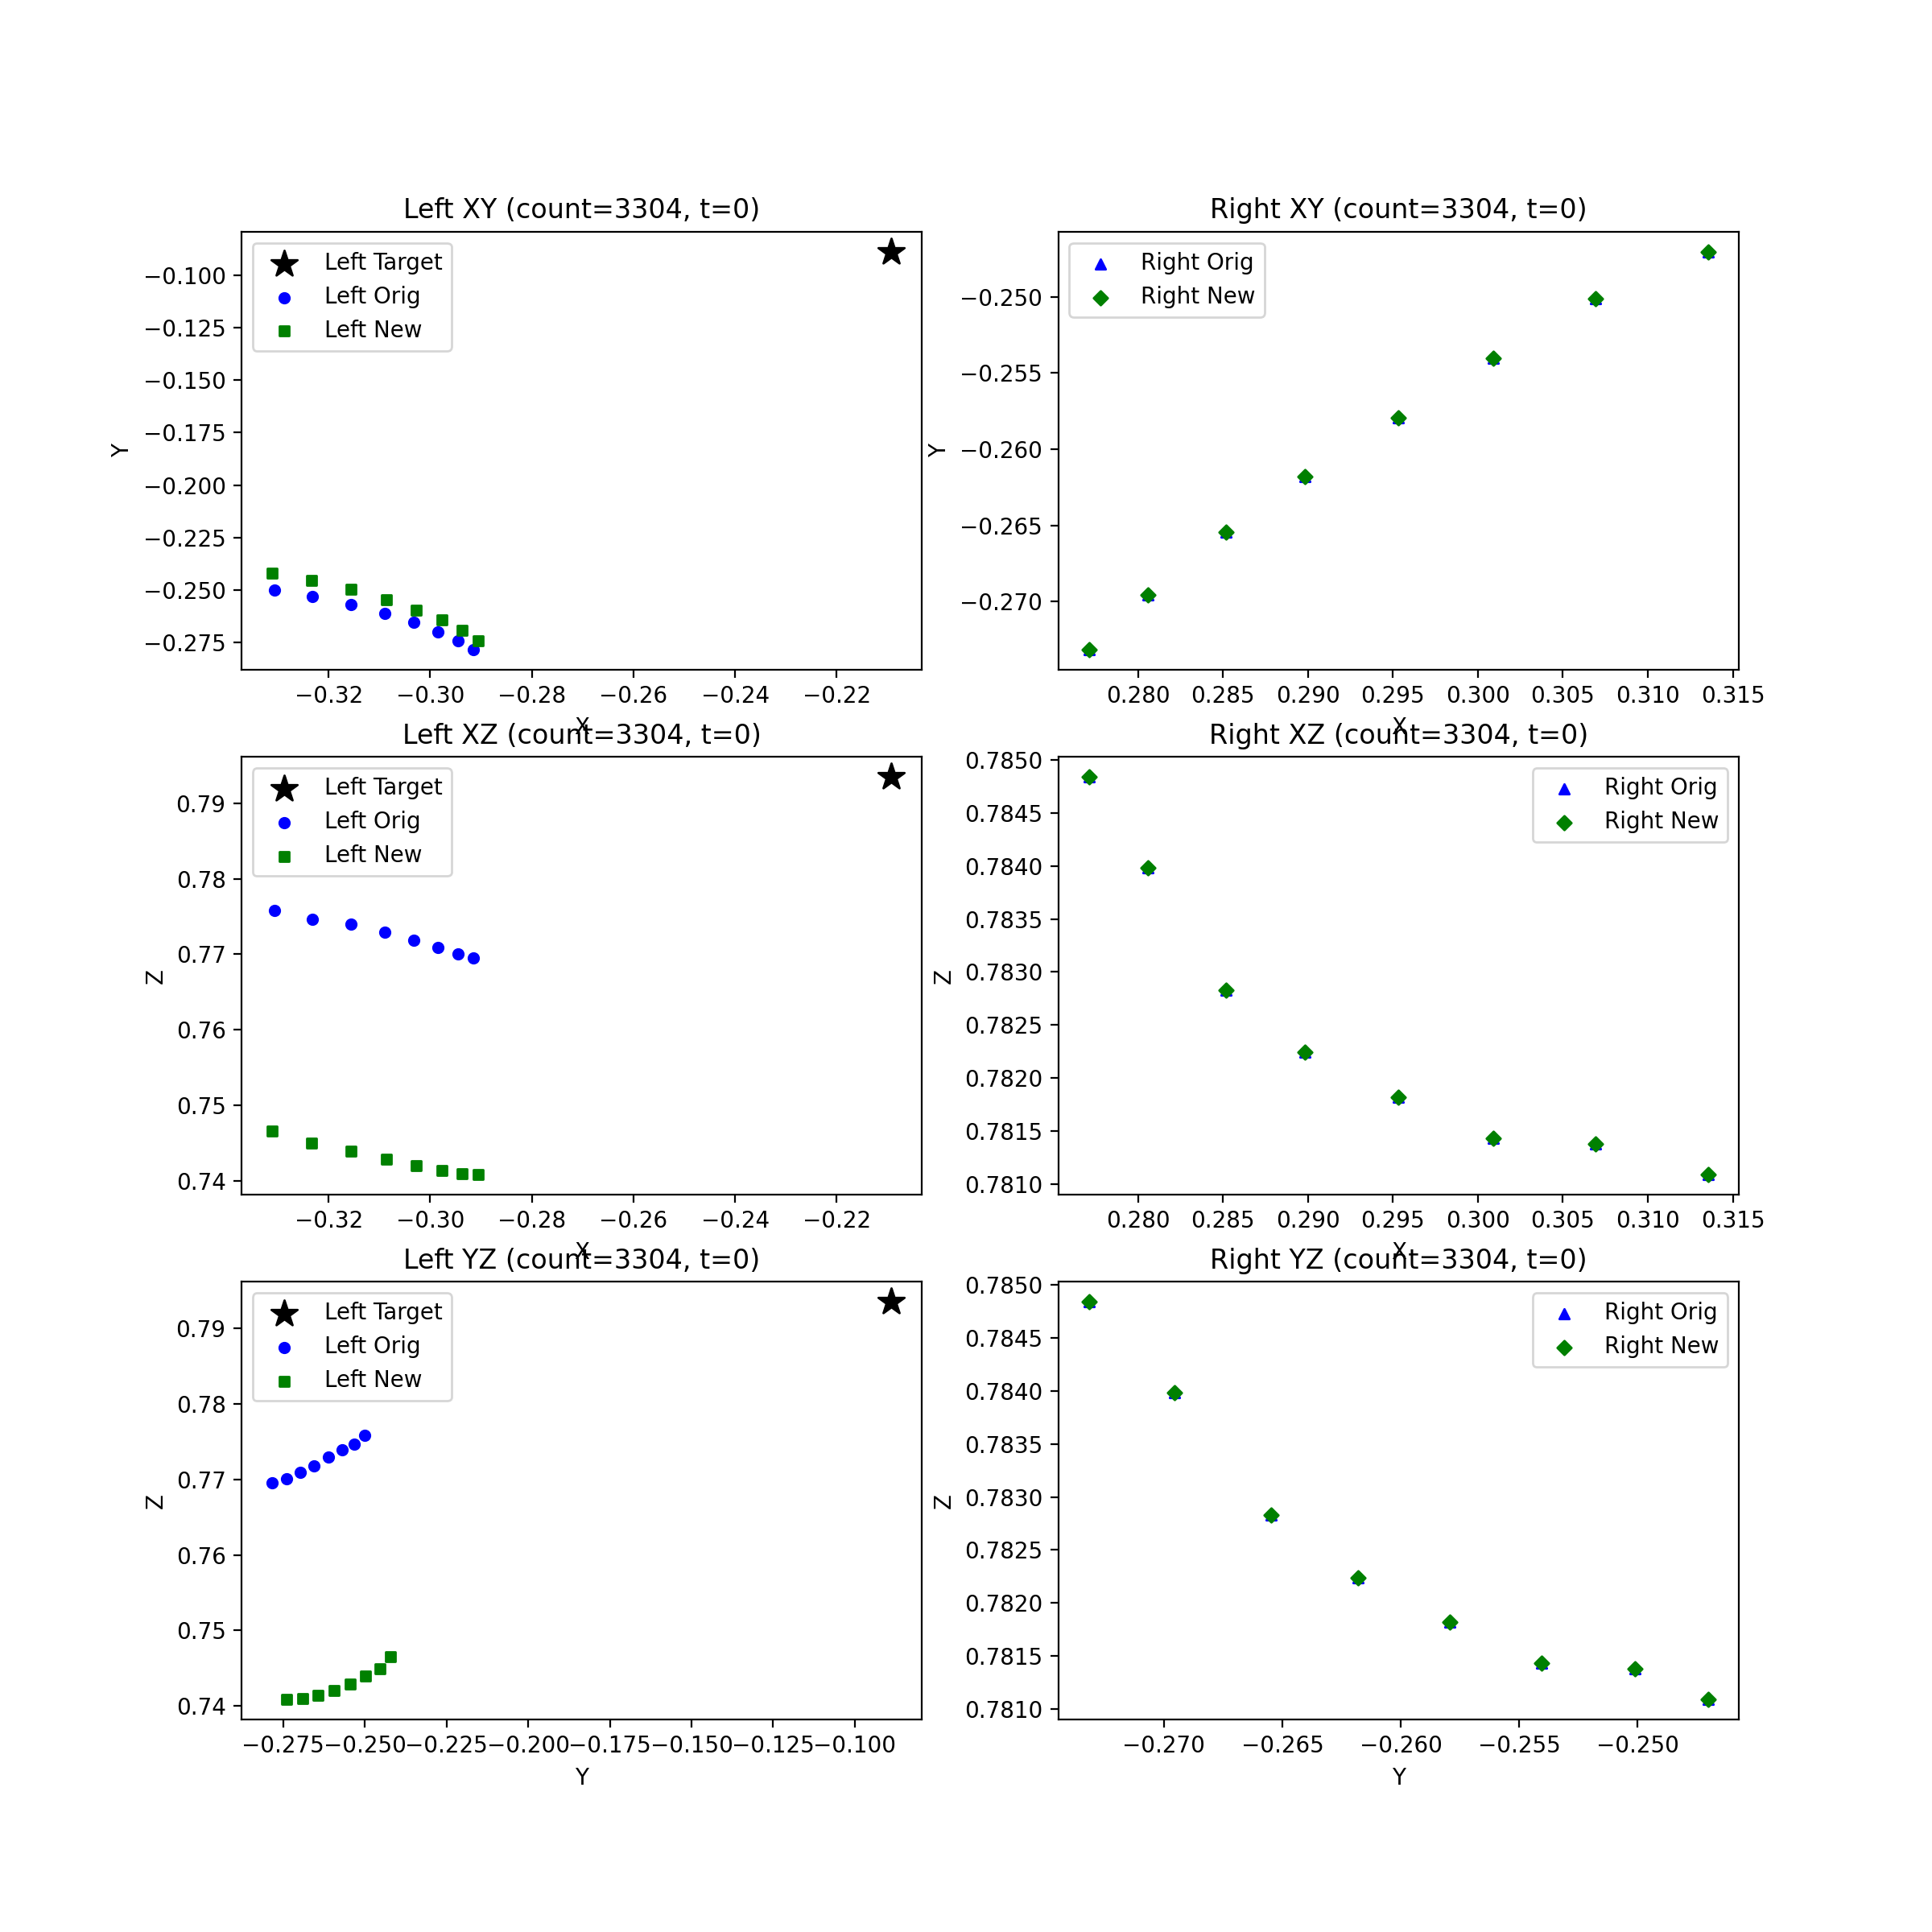 Left XY (count=3304, t=0)
Left Target
Left Orig
Left New
−0.100
−0.125
−0.150
−0.175
−0.200
−0.225
−0.250
−0.275
Y
−0.32 −0.30 −0.28 −0.26 −0.24 −0.22
X
Right XY (count=3304, t=0)
Right Orig
Right New
−0.250
−0.255
−0.260
−0.265
−0.270
Y
0.280 0.285 0.290 0.295 0.300 0.305 0.310 0.315
X
Left XZ (count=3304, t=0)
Left Target
Left Orig
Left New
0.79
0.78
0.77
0.76
0.75
0.74
Z
−0.32 −0.30 −0.28 −0.26 −0.24 −0.22
X
Right XZ (count=3304, t=0)
Right Orig
Right New
0.7850
0.7845
0.7840
0.7835
0.7830
0.7825
0.7820
0.7815
0.7810
Z
0.280 0.285 0.290 0.295 0.300 0.305 0.310 0.315
X
Left YZ (count=3304, t=0)
Left Target
Left Orig
Left New
0.79
0.78
0.77
0.76
0.75
0.74
Z
−0.275 −0.250 −0.225 −0.200 −0.175 −0.150 −0.125 −0.100
Y
Right YZ (count=3304, t=0)
Right Orig
Right New
0.7850
0.7845
0.7840
0.7835
0.7830
0.7825
0.7820
0.7815
0.7810
Z
−0.270 −0.265 −0.260 −0.255 −0.250
Y